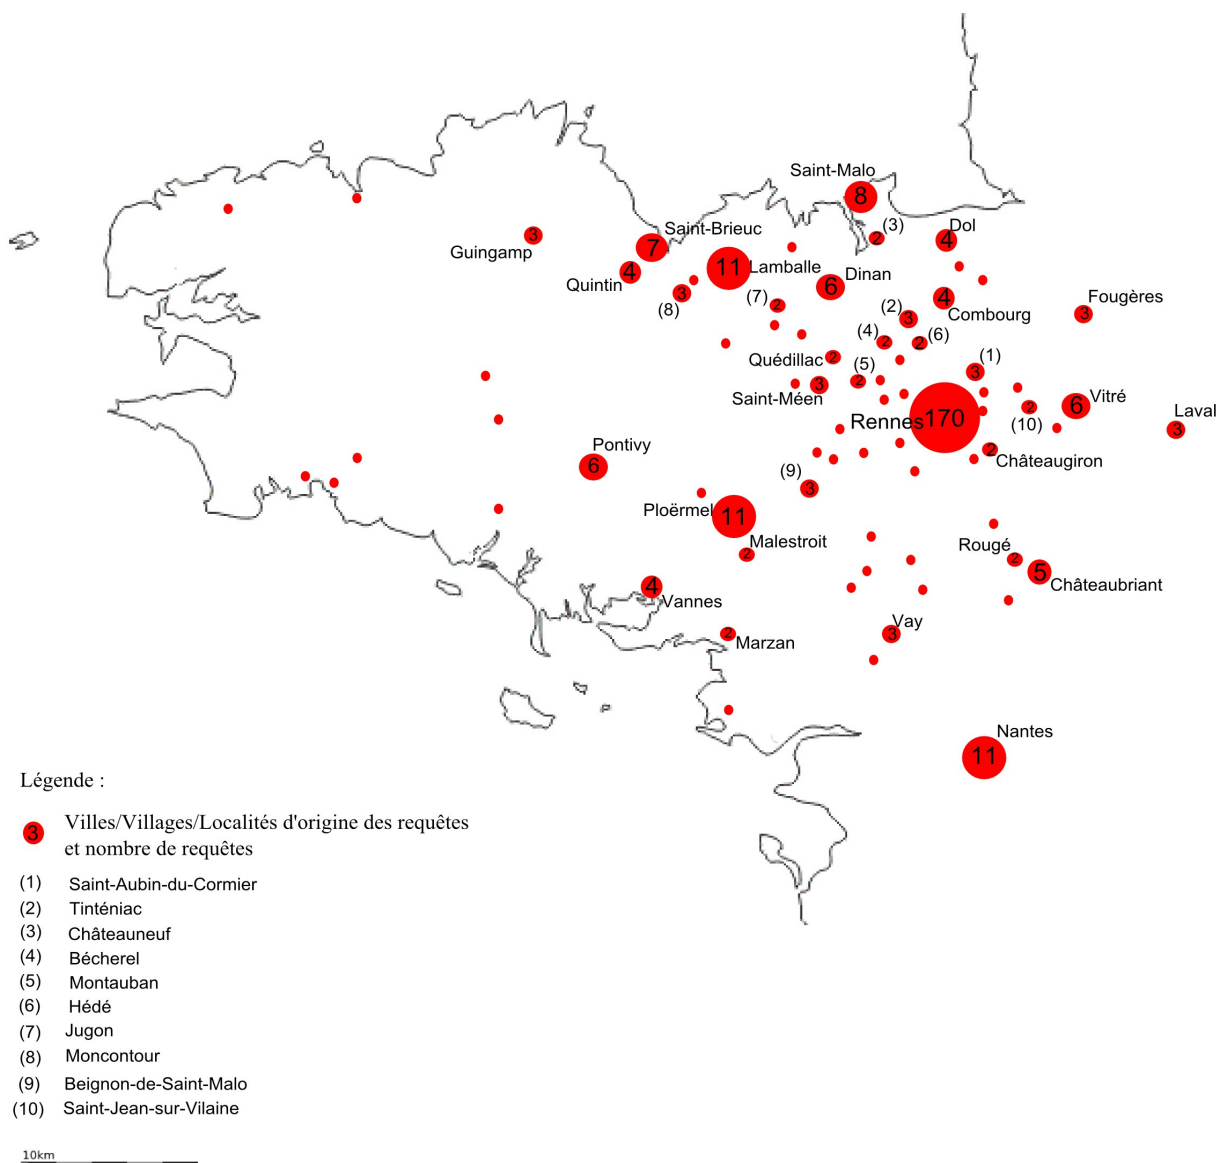 Saint-Malo
8
(3)
2
Dol
4
Saint-Brieuc
7
3
Guingamp
11
Lamballe
Quintin
4
Dinan
6
3
(8)
(7)
2
4
Combourg
Fougères
3
(2)
3
(4)
2
(6)
2
Quédillac
2
(5)
2
(1)
3
Saint-Méen
3
Rennes
170
2
(10)
6
Vitré
Laval
3
Pontivy
6
2
Châteaugiron
(9)
3
Ploërmel
11
Malestroit
2
Rougé
2
5
Châteaubriant
4
Vannes
2
Marzan
Vay
3
Nantes
11
Légende :
3
Villes/Villages/Localités d'origine des requêtes
et nombre de requêtes
(1) Saint-Aubin-du-Cormier
(2) Tinténiac
(3) Châteauneuf
(4) Bécherel
(5) Montauban
(6) Hédé
(7) Jugon
(8) Moncontour
(9) Beignon-de-Saint-Malo
(10) Saint-Jean-sur-Vilaine
10km